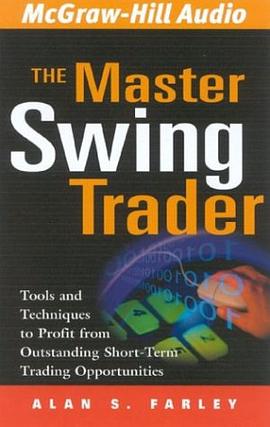 McGraw-Hill Audio
THE Master
Swing
Trader
Tools and
Techniques
to Profit from
Outstanding Short-Term
Trading Opportunities
ALAN S. FARLEY